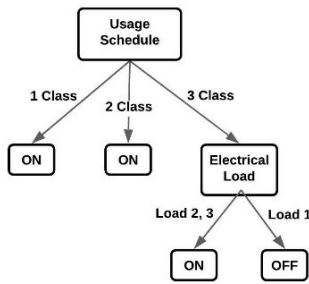 Usage
Schedule
1 Class
2 Class
3 Class
ON
ON
Electrical
Load
Load 2, 3
Load 1
ON
OFF